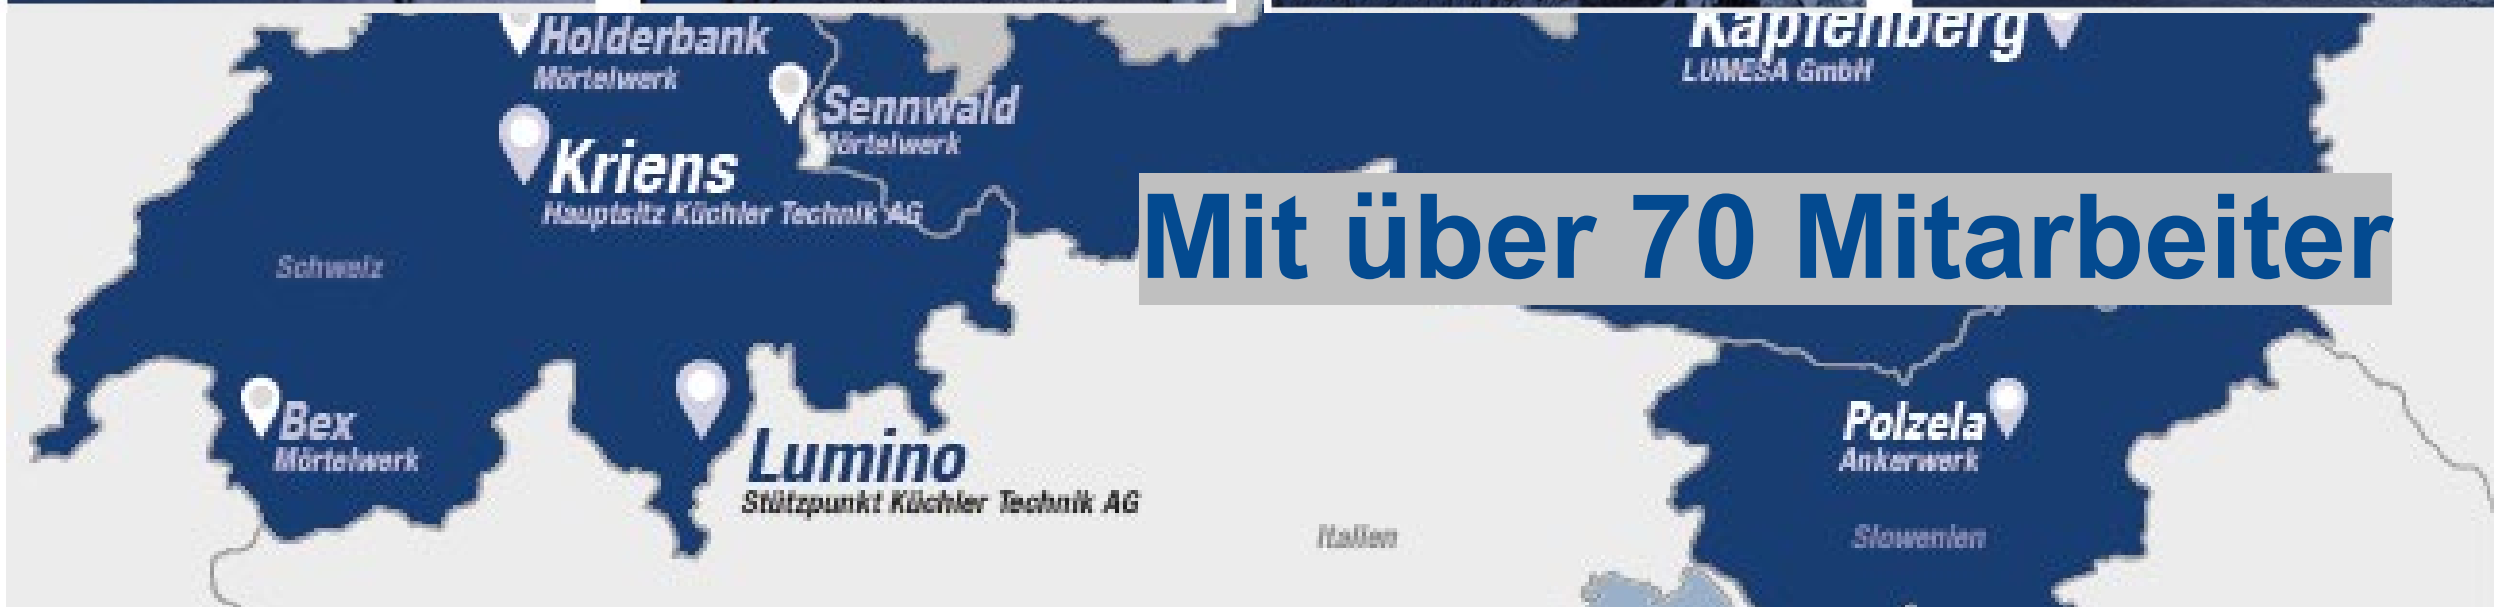 Holderbank
Mörtelwerk
Kapfenberg
LUMESA GmbH
Sennwald
Mörtelwerk
Kriens
Hauptsitz Küchler Technik AG
Mit über 70 Mitarbeiter
Schweiz
Bex
Mörtelwerk
Lumino
Stützpunkt Küchler Technik AG
Polzela
Ankerwerk
Italien
Slowenien